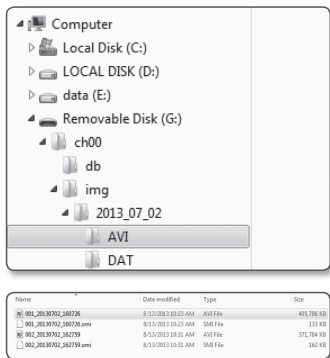 Computer
Local Disk (C:)
LOCAL DISK (D:)
data (E:)
Removable Disk (G:)
ch00
db
img
2013_07_02
AVI
DAT
Name Date modified Type Size
001_20130702_160726 8/13/2013 10:23 AM AVI File 405,786 KB
001_20130702_160726.smi 8/13/2013 10:23 AM SMI File 133 KB
002_20130702_162759 8/13/2013 10:31 AM AVI File 371,784 KB
002_20130702_162759.smi 8/13/2013 10:31 AM SMI File 162 KB